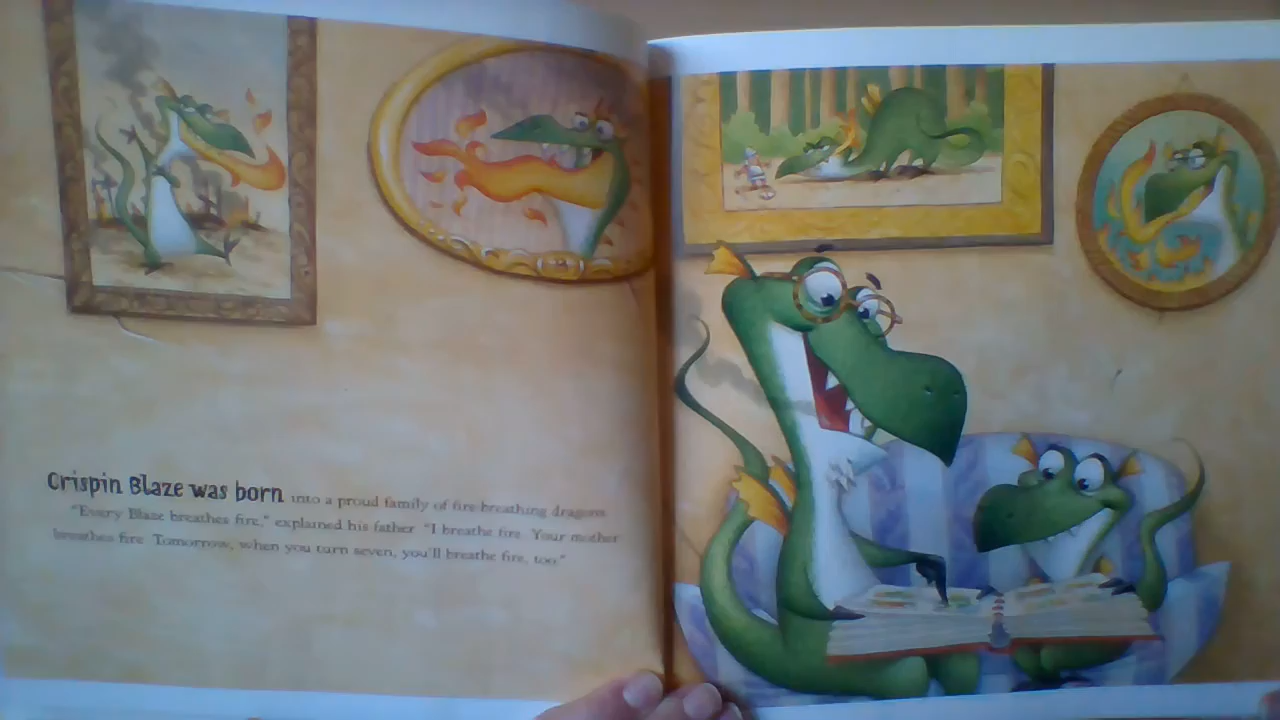 Crispin Blaze was born into a proud family of fire-breathing dragons.
"Every Blaze breathes fire," explained his father. "I breathe fire. Your mother
breathes fire. Tomorrow, when you turn seven, you'll breathe fire, too."